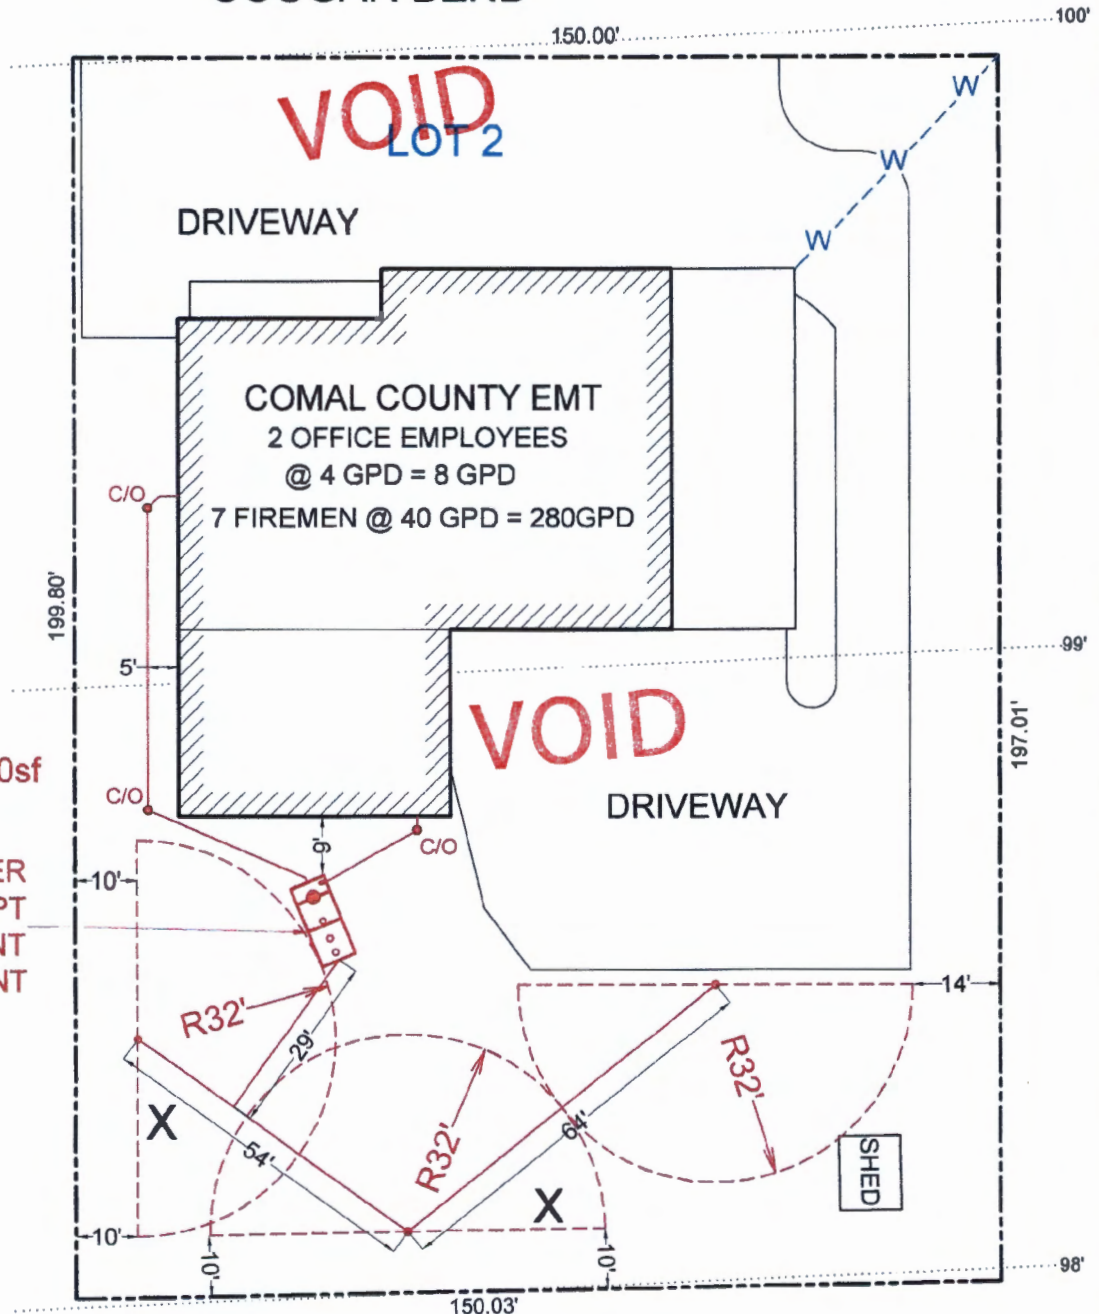 100'
150.00'
VOID
LOT 2
W
W
W
DRIVEWAY
COMAL COUNTY EMT
2 OFFICE EMPLOYEES
@ 4 GPD = 8 GPD
7 FIREMEN @ 40 GPD = 280GPD
C/O
199.80'
5'
99'
197.01'
VOID
DRIVEWAY
0sf
C/O
C/O
9'
10'
ER
PT
NT
NT
R32'
29'
14'
R32'
R32'
X
54'
64'
X
SHED
10'
10'
10'
98'
150.03'